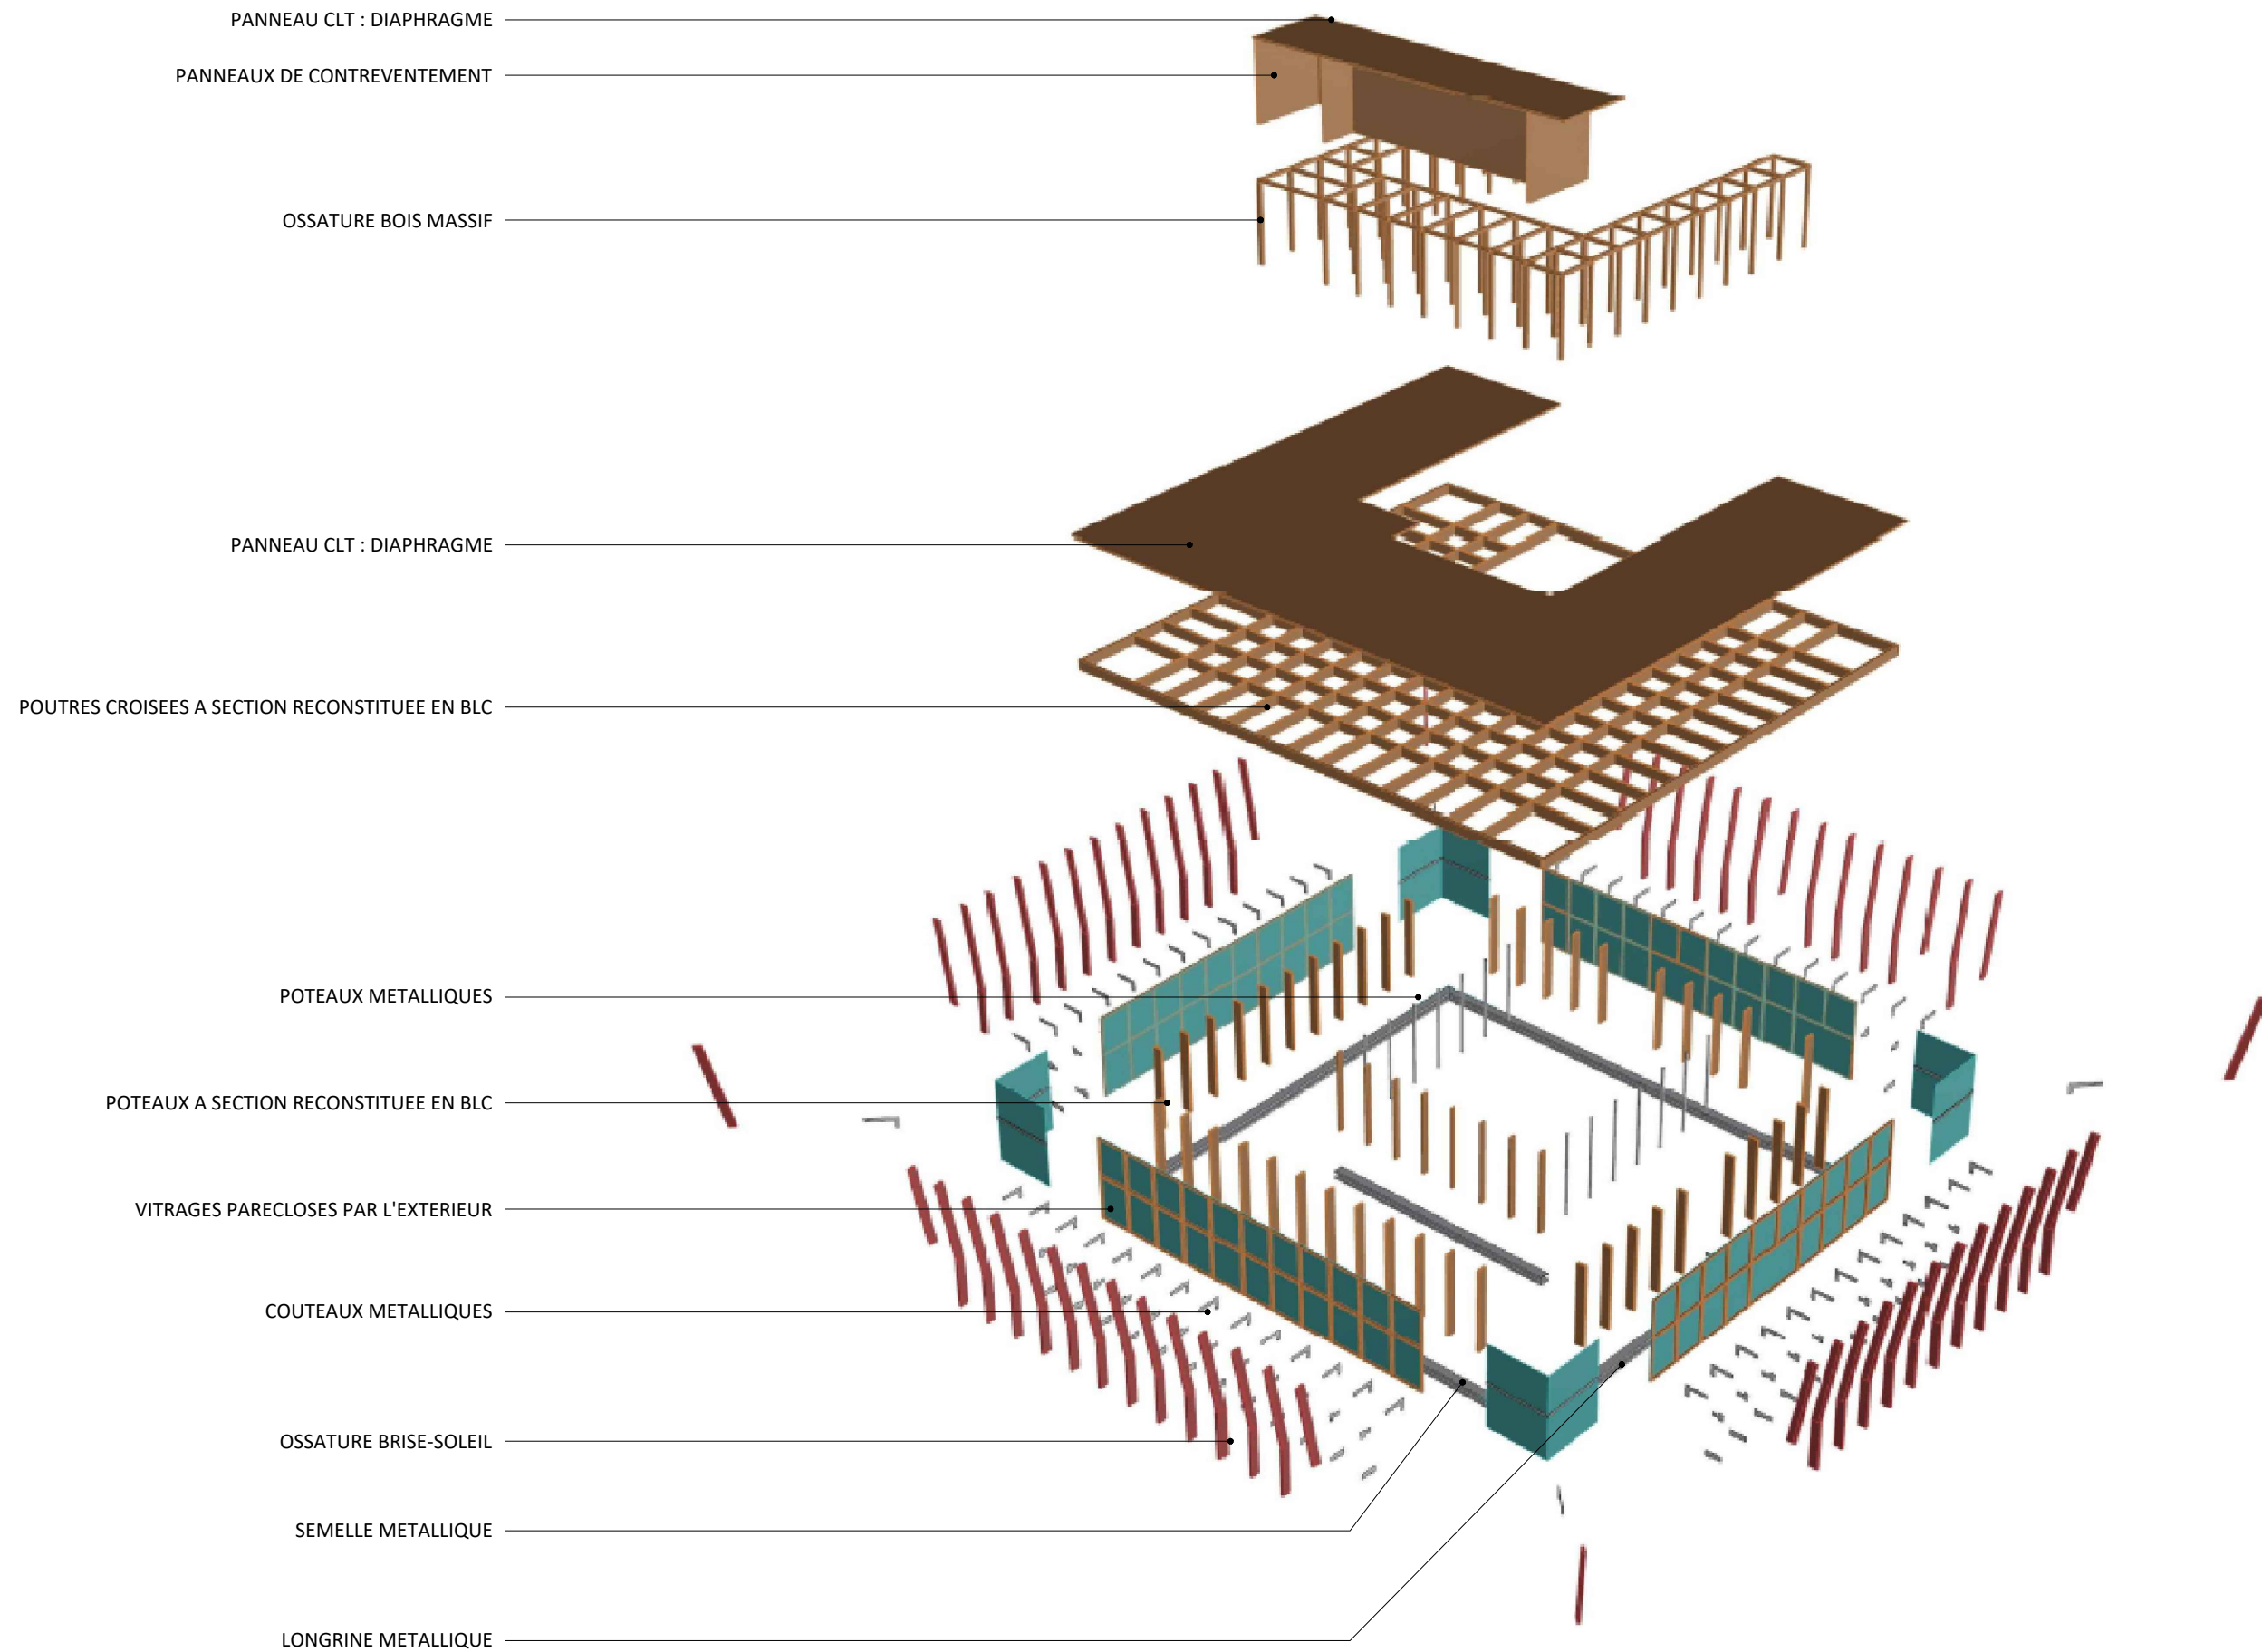 PANNEAU CLT : DIAPHRAGME
PANNEAUX DE CONTREVENTEMENT
OSSATURE BOIS MASSIF
PANNEAU CLT : DIAPHRAGME
POUTRES CROISEES A SECTION RECONSTITUEE EN BLC
POTEAUX METALLIQUES
POTEAUX A SECTION RECONSTITUEE EN BLC
VITRAGES PARECLOSES PAR L'EXTERIEUR
COUTEAUX METALLIQUES
OSSATURE BRISE-SOLEIL
SEMELLE METALLIQUE
LONGRINE METALLIQUE